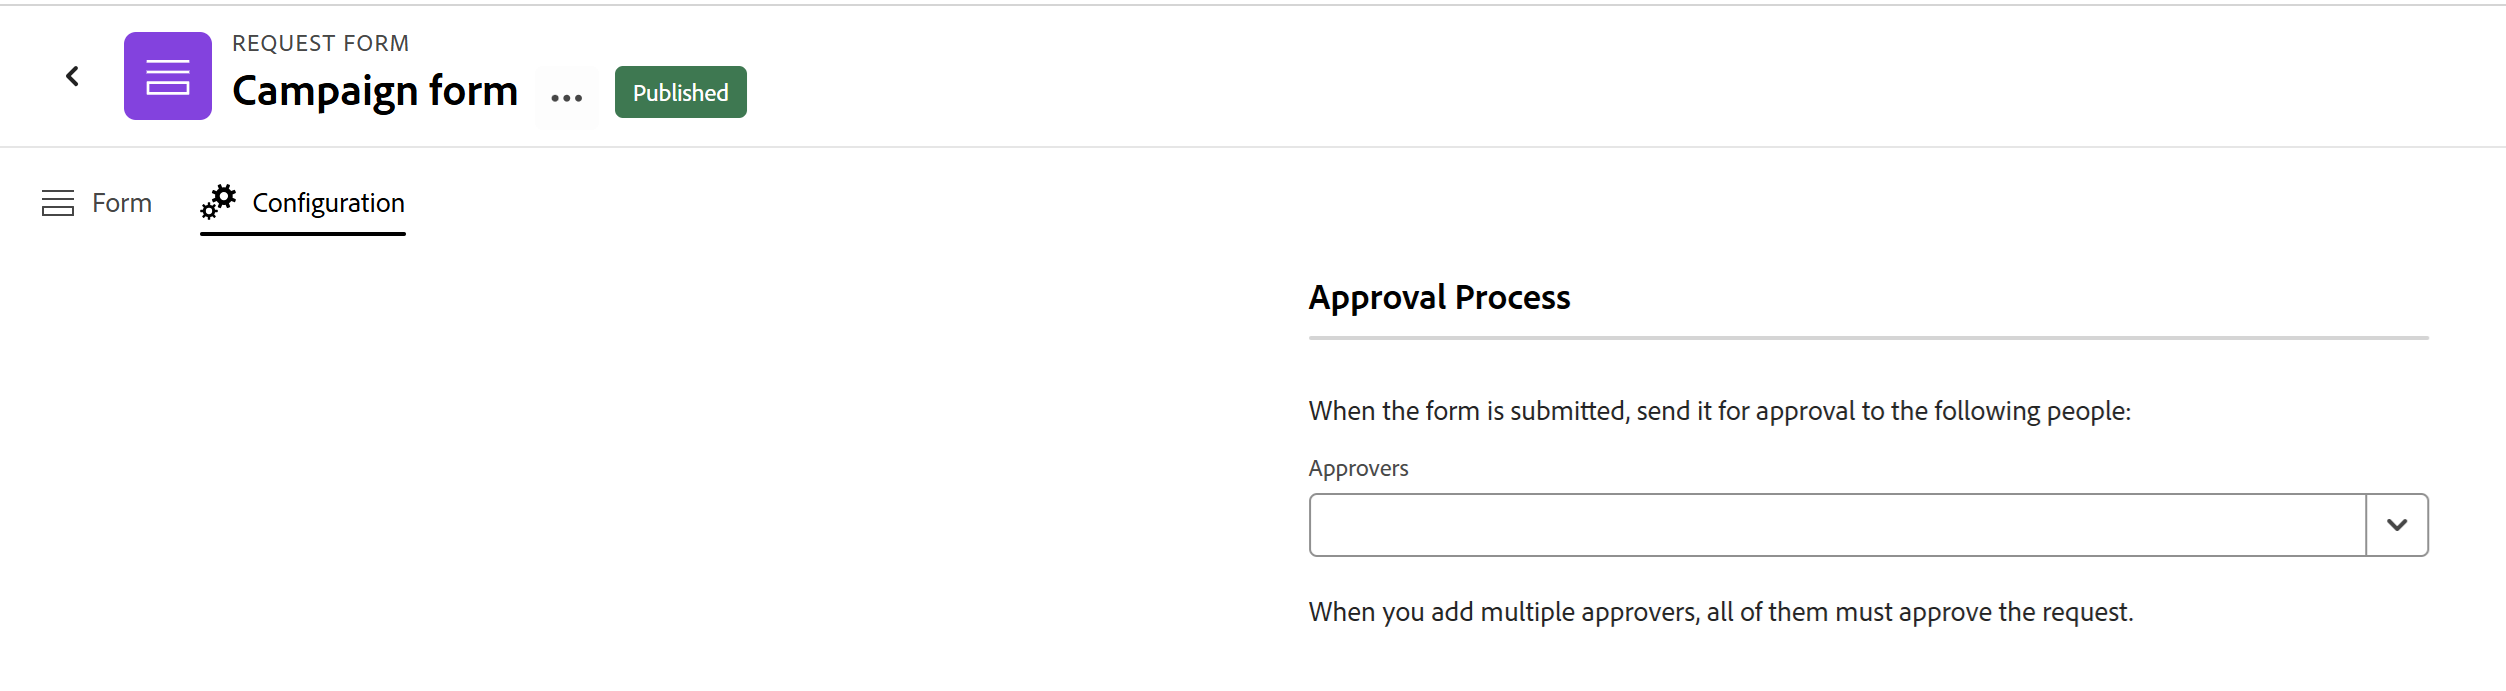 REQUEST FORM
Campaign form
Published
Form
Configuration
Approval Process
When the form is submitted, send it for approval to the following people:
Approvers
When you add multiple approvers, all of them must approve the request.